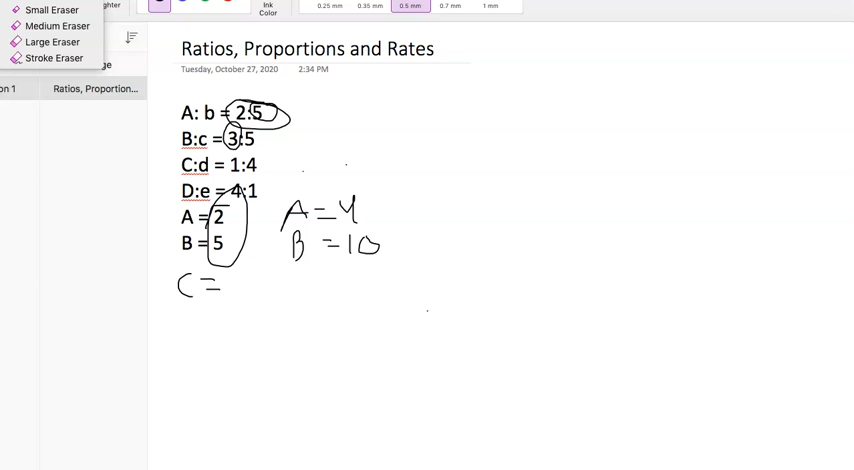 Small Eraser
Medium Eraser
Large Eraser
Stroke Eraser
Ink
Color
0.25 mm 0.35 mm 0.5 mm 0.7 mm 1 mm
Ratios, Proportion...
Ratios, Proportions and Rates
Tuesday, October 27, 2020 2:34 PM
A: b = 2:5
B:c = 3:5
C:d = 1:4
D:e = 4:1
A = 2
B = 5
C =
A = 4
B = 10